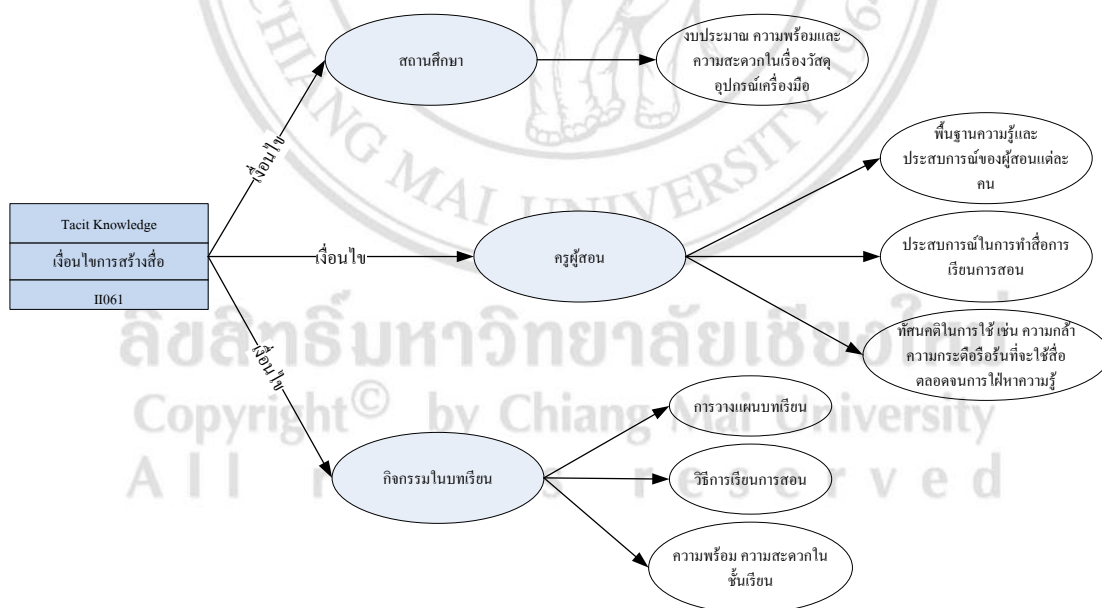 สถานศึกษา
งบประมาณ ความพร้อมและ
ความสะดวกในเรื่องวัสดุ
อุปกรณ์เครื่องมือ
เงื่อนไข
พื้นฐานความรู้และ
ประสบการณ์ของผู้สอนแต่ละ
คน
Tacit Knowledge
เงื่อนไขการสร้างสื่อ
II061
เงื่อนไข
ครูผู้สอน
ประสบการณ์ในการทำสื่อการ
เรียนการสอน
ทัศนคติในการใช้ เช่น ความกล้า
ความกระตือรือร้นที่จะใช้สื่อ
ตลอดจนการใฝ่หาความรู้
เงื่อนไข
กิจกรรมในบทเรียน
การวางแผนบทเรียน
วิธีการเรียนการสอน
ความพร้อม ความสะดวกใน
ชั้นเรียน
CHIANG MAI UNIVERSITY 196
ลิขสิทธิ์มหาวิทยาลัยเชียงใหม่
Copyright© by Chiang Mai University
All reserved